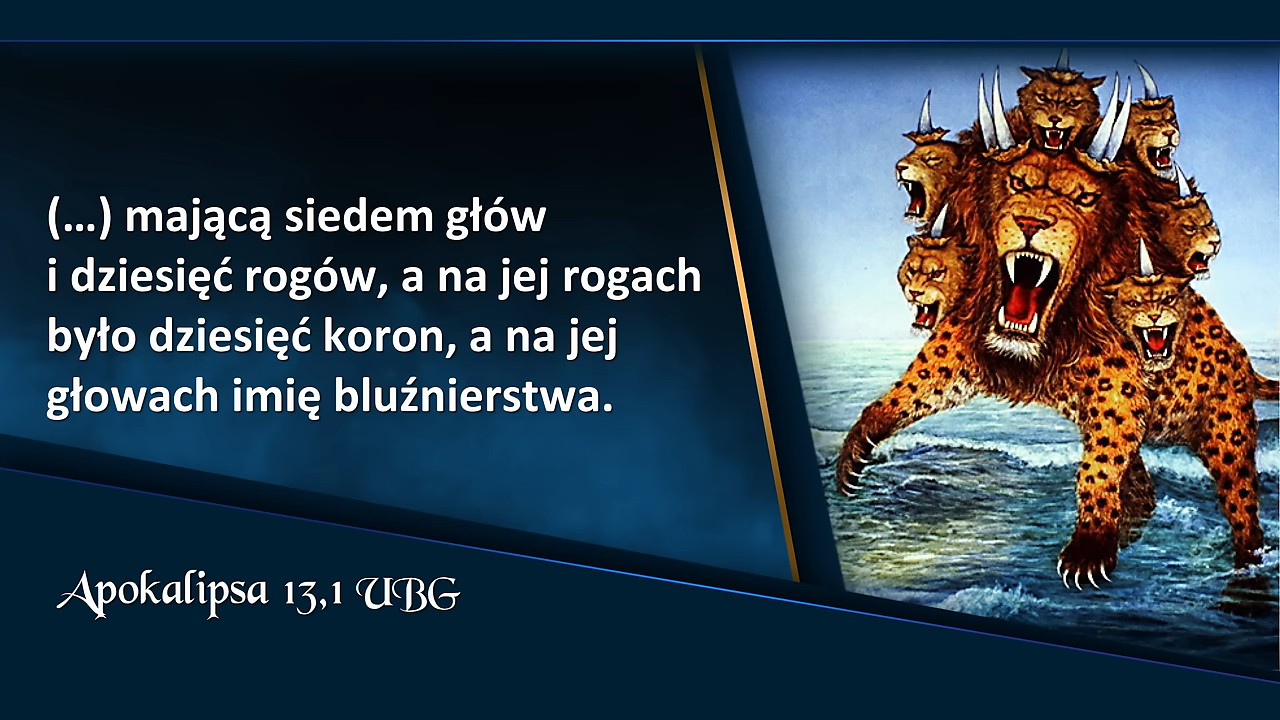 (...) mającą siedem głów
i dziesięć rogów, a na jej rogach
było dziesięć koron, a na jej
głowach imię bluźnierstwa.
Apokalipsa 13,1 UBG